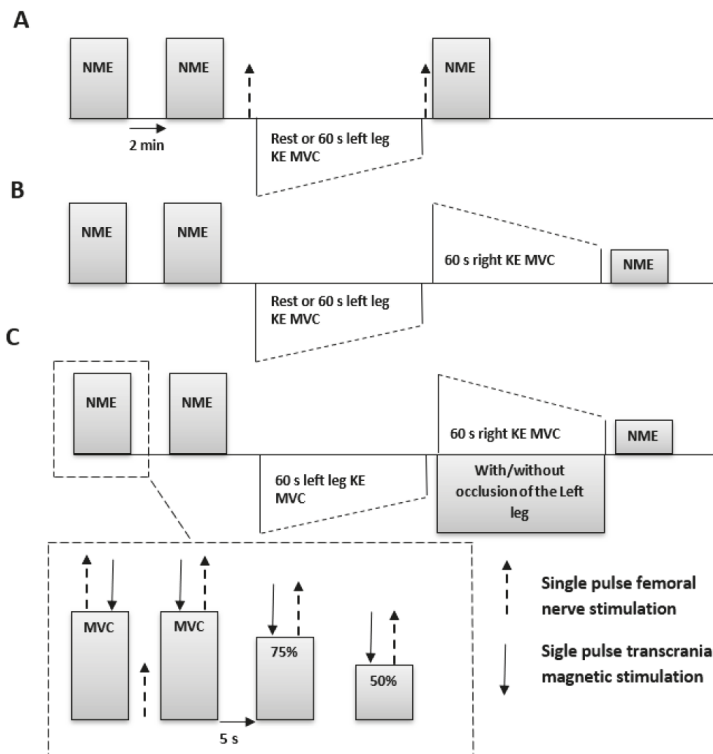 A
NME
NME
NME
2 min
Rest or 60 s left leg
KE MVC
B
NME
NME
60 s right KE MVC
NME
Rest or 60 s left leg
KE MVC
C
NME
NME
60 s right KE MVC
NME
60 s left leg KE
MVC
With/without
occlusion of the Left
leg
MVC
MVC
75%
50%
5 s
Single pulse femoral
nerve stimulation
Sigle pulse transcrania
magnetic stimulation